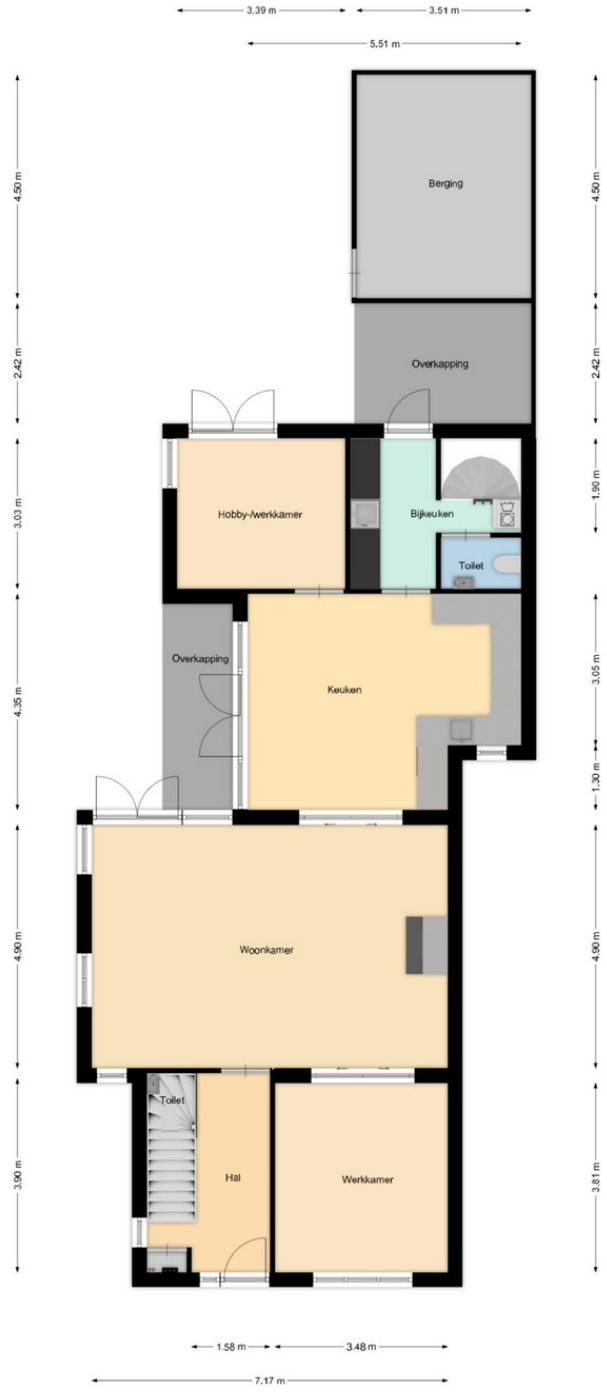 3.39 m
3.51 m
5.51 m
4.50 m
Berging
4.50 m
2.42 m
Overkapping
2.42 m
3.03 m
Hobby-/werkkamer
Bijkeuken
1.90 m
Toilet
4.35 m
Overkapping
Keuken
3.05 m
1.30 m
4.90 m
Woonkamer
4.90 m
3.90 m
Toilet
Hal
Werkkamer
3.81 m
1.58 m
3.48 m
7.17 m